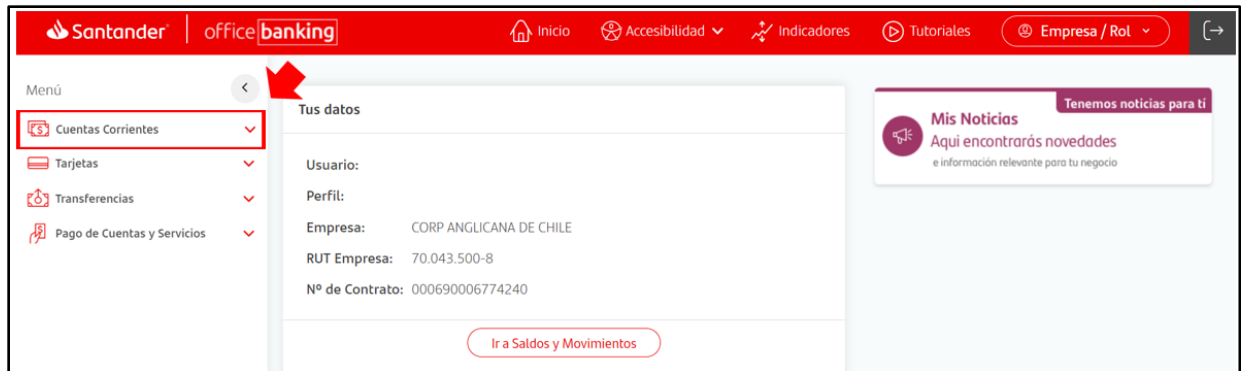 Santander office banking Inicio Accesibilidad Indicadores Tutoriales Empresa / Rol
Menú
Cuentas Corrientes
Tarjetas
Transferencias
Pago de Cuentas y Servicios
Tus datos
Usuario:
Perfil:
Empresa: CORP ANGLICANA DE CHILE
RUT Empresa: 70.043.500-8
Nº de Contrato: 000690006774240
Ir a Saldos y Movimientos
Tenemos noticias para tí
Mis Noticias
Aqui encontrarás novedades
e información relevante para tu negocio